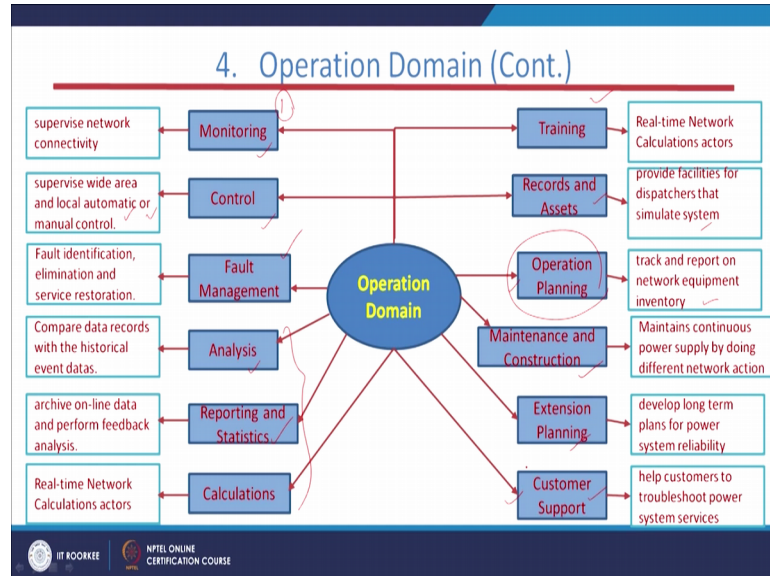 4. Operation Domain (Cont.)
1
supervise network
connectivity
Monitoring
supervise wide area
and local automatic or
manual control.
Control
Fault identification,
elimination and
service restoration.
Fault
Management
Compare data records
with the historical
event datas.
Analysis
archive on-line data
and perform feedback
analysis.
Reporting and
Statistics.
Real-time Network
Calculations actors
Calculations
Operation
Domain
Training
Real-time Network
Calculations actors
Records and
Assets
provide facilities for
dispatchers that
simulate system
Operation
Planning
track and report on
network equipment
inventory
Maintenance and
Construction
Maintains continuous
power supply by doing
different network action
Extension
Planning
develop long term
plans for power
system reliability
Customer
Support
help customers to
troubleshoot power
system services
IIT ROORKEE
NPTEL ONLINE
CERTIFICATION COURSE